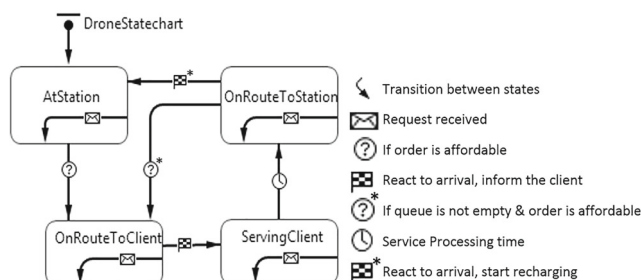 DroneStatechart
AtStation
OnRouteToStation
*
?
?*
OnRouteToClient
ServingClient
Transition between states
Request received
? If order is affordable
React to arrival, inform the client
?* If queue is not empty & order is affordable
Service Processing time
* React to arrival, start recharging